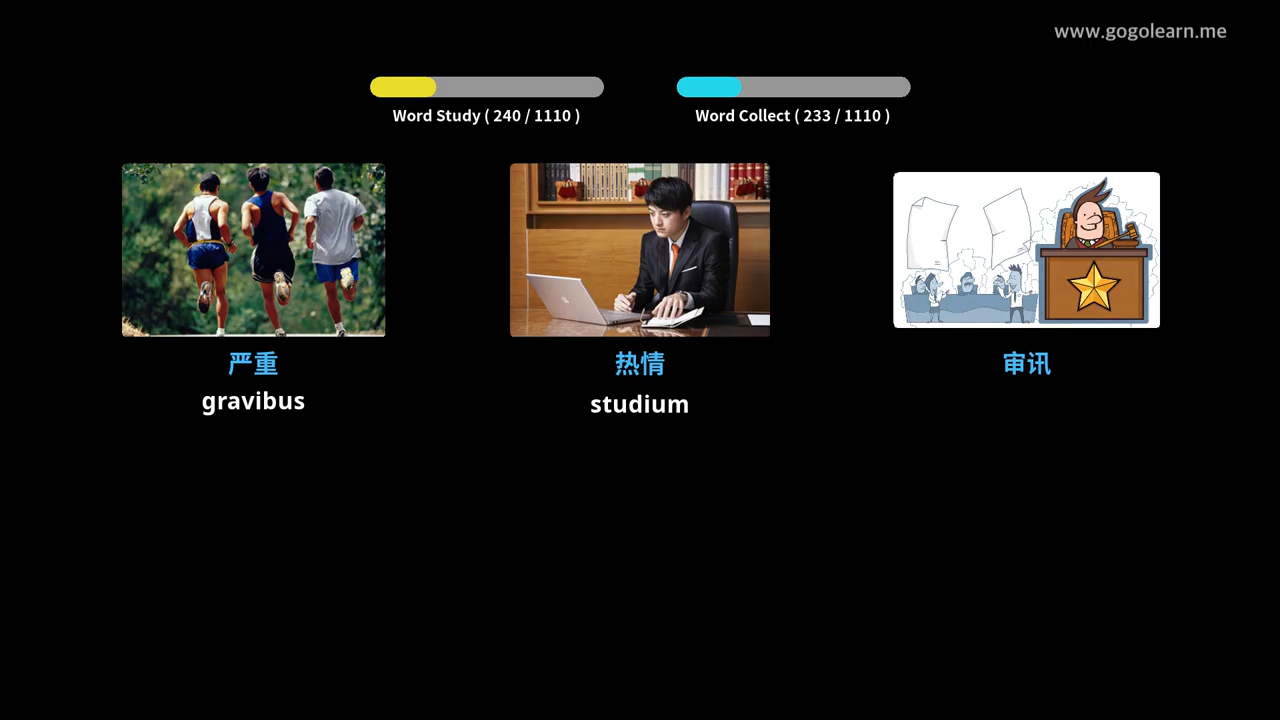 www.gogolearn.me
Word Study ( 240 / 1110 )
Word Collect ( 233 / 1110 )
严重
热情
审讯
gravibus
studium